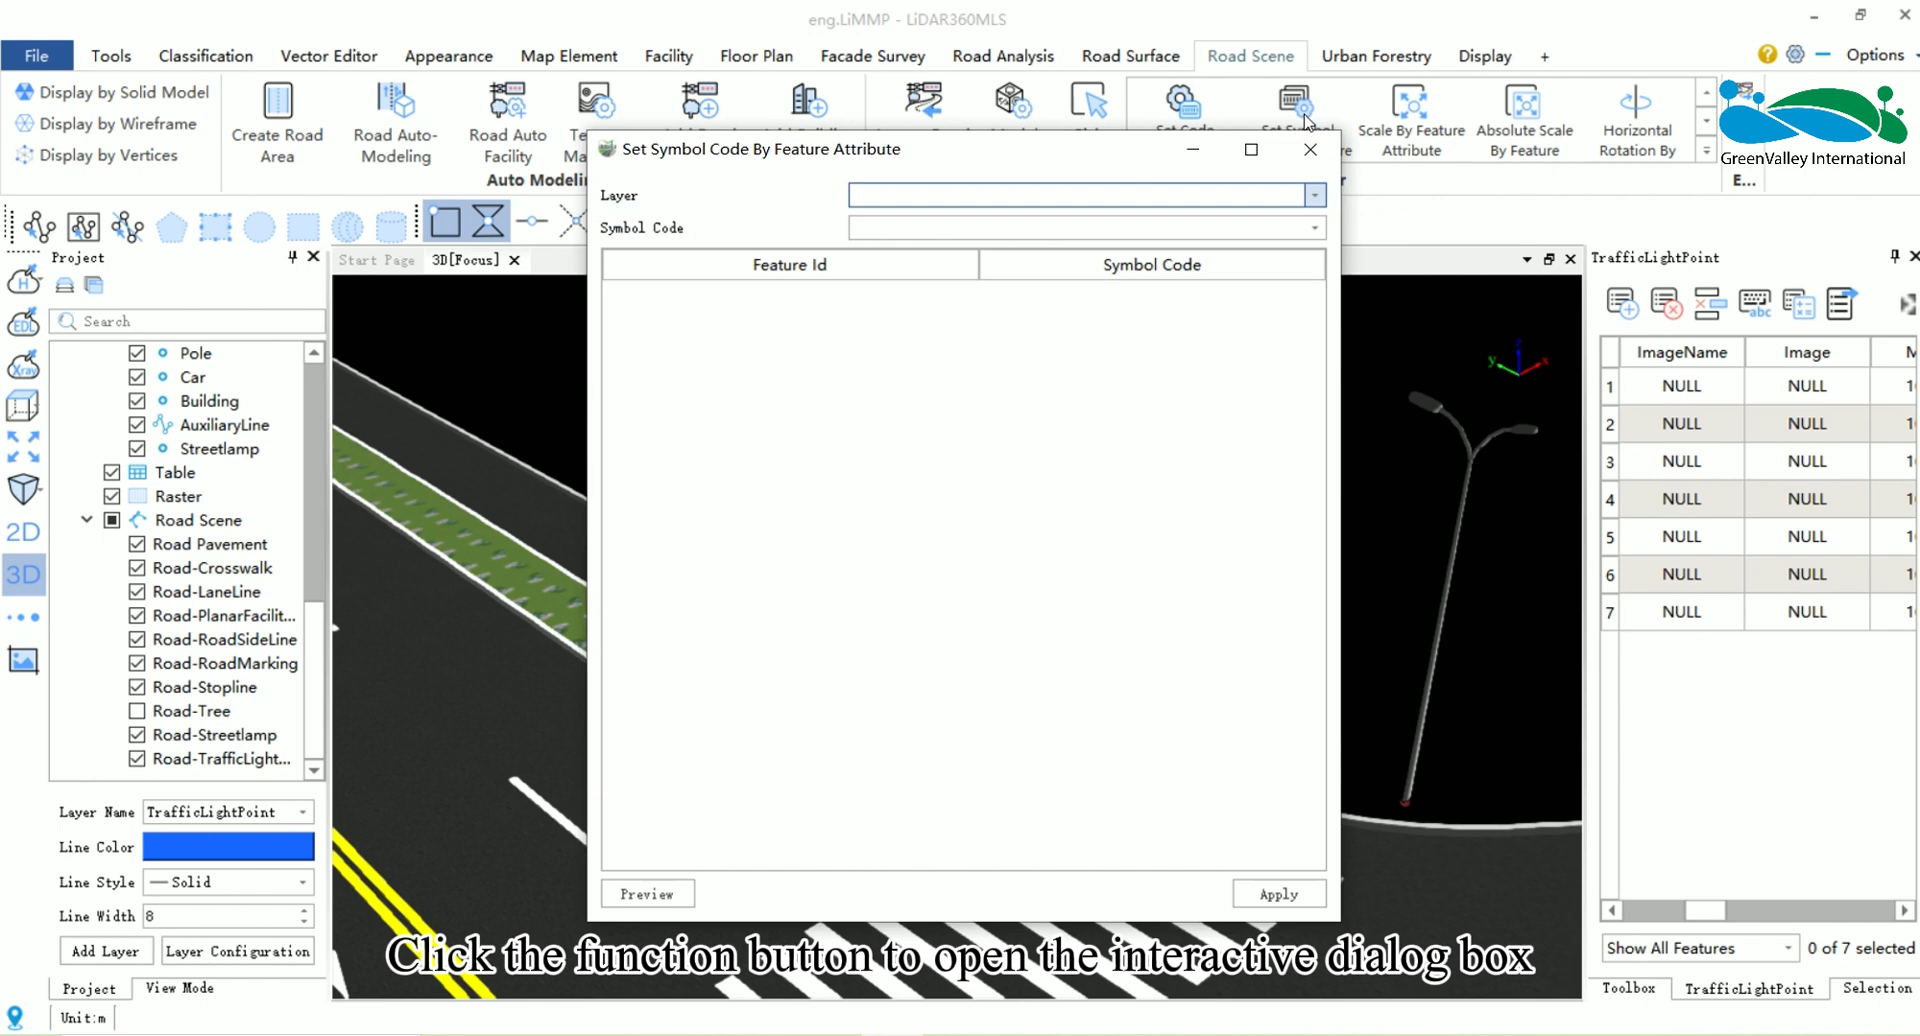 eng.LiMMP - LiDAR360MLS
File Tools Classification Vector Editor Appearance Map Element Facility Floor Plan Facade Survey Road Analysis Road Surface Road Scene Urban Forestry Display + Options
Display by Solid Model
Display by Wireframe
Display by Vertices
Create Road
Area
Road Auto-
Modeling
Road Auto
Facility
Scale By Feature
Attribute
Absolute Scale
By Feature
Horizontal
Rotation By
GreenValley International
E...
Set Symbol Code By Feature Attribute
Layer
Symbol Code
Feature Id Symbol Code
Preview Apply
Project
H
EDL
Xray
2D
3D
Search
Pole
Car
Building
AuxiliaryLine
Streetlamp
Table
Raster
Road Scene
Road Pavement
Road-Crosswalk
Road-LaneLine
Road-PlanarFacilit...
Road-RoadSideLine
Road-RoadMarking
Road-Stopline
Road-Tree
Road-Streetlamp
Road-TrafficLight...
Layer Name TrafficLightPoint
Line Color
Line Style Solid
Line Width 8
Add Layer Layer Configuration
Project View Mode
Unit:m
Start Page 3D[Focus]
y z x
TrafficLightPoint
abc
ImageName Image
1 NULL NULL
2 NULL NULL
3 NULL NULL
4 NULL NULL
5 NULL NULL
6 NULL NULL
7 NULL NULL
Show All Features 0 of 7 selected
Toolbox TrafficLightPoint Selection
Click the function button to open the interactive dialog box